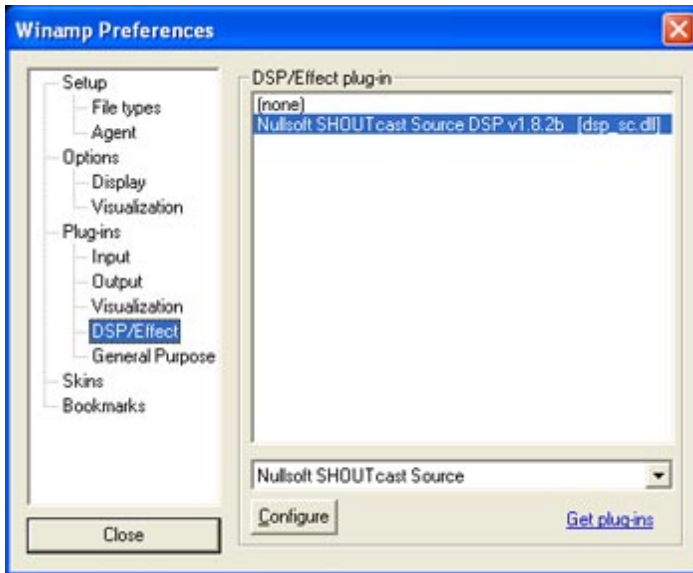 Winamp Preferences
Setup
File types
Agent
Options
Display
Visualization
Plug-ins
Input
Output
Visualization
DSP/Effect
General Purpose
Skins
Bookmarks
Close
DSP/Effect plug-in
(none)
Nullsoft SHOUTcast Source DSP v1.8.2b [dsp_sc.dll]
Nullsoft SHOUTcast Source
Configure
Get plug-ins